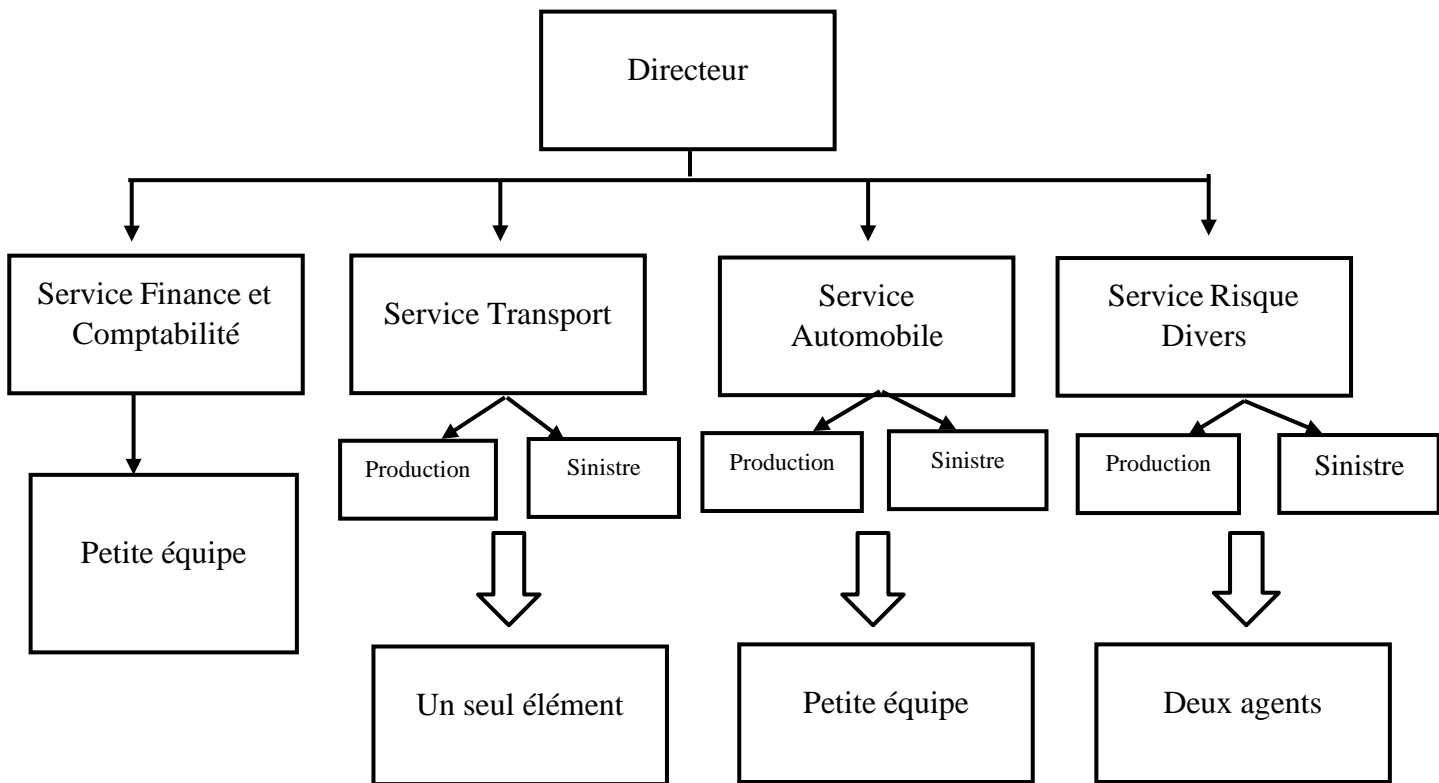 Directeur
Service Finance et
Comptabilité
Service Transport
Service
Automobile
Service Risque
Divers
Production
Sinistre
Production
Sinistre
Production
Sinistre
Petite équipe
Un seul élément
Petite équipe
Deux agents